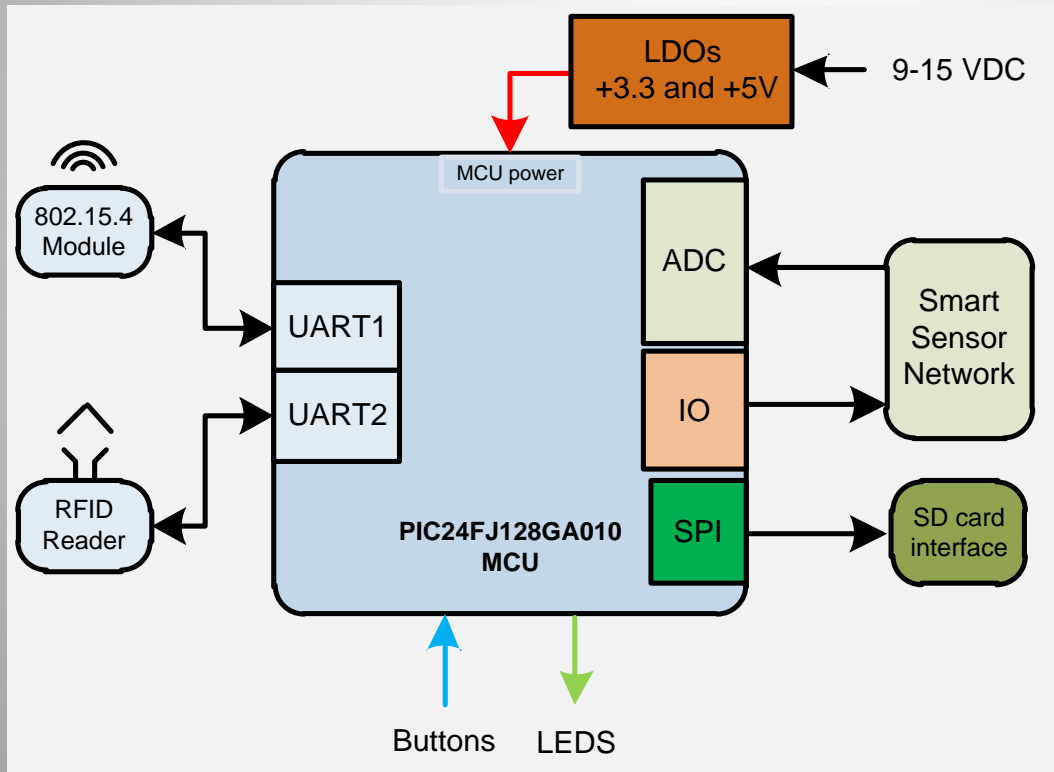 LDOs
+3.3 and +5V
9-15 VDC
MCU power
802.15.4
Module
ADC
UART1
Smart
Sensor
Network
UART2
IO
RFID
Reader
PIC24FJ128GA010
MCU
SPI
SD card
interface
Buttons
LEDS